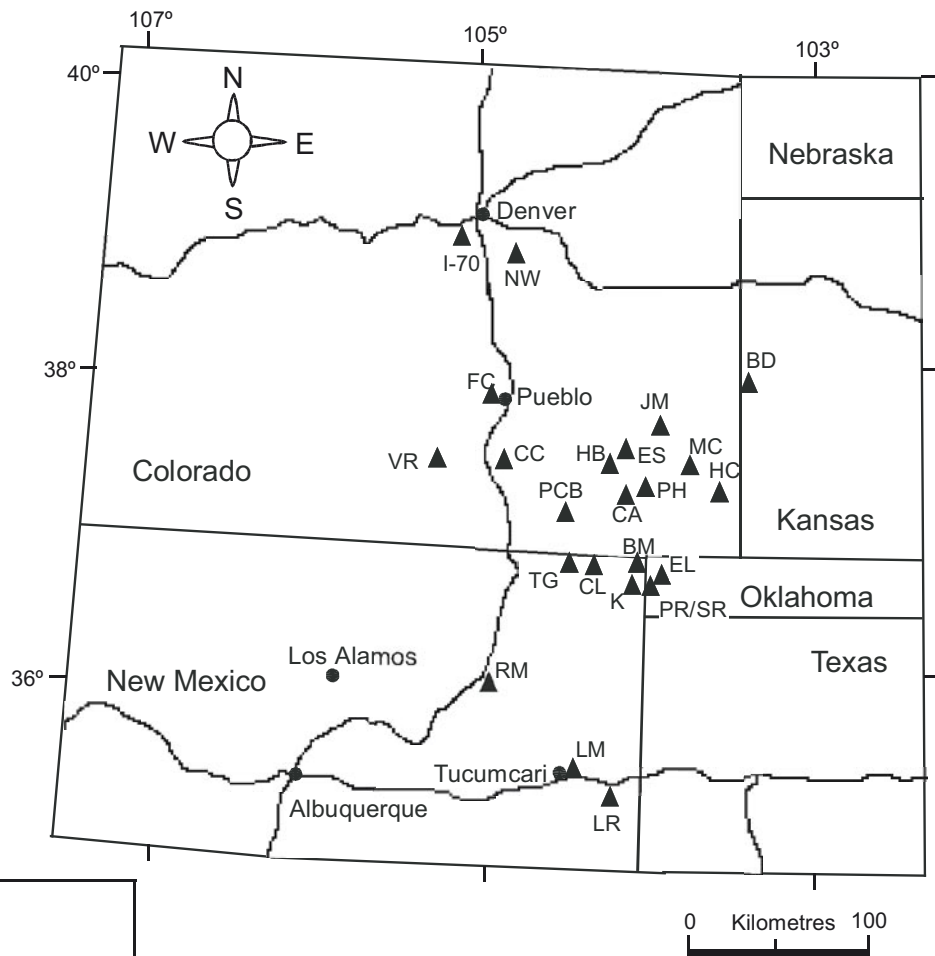 107º
105º
103º
40º
N
W E
S
Nebraska
Denver
I-70
NW
38º
BD
FC
Pueblo
JM
VR
CC
HB
ES
MC
HC
Colorado
PCB
CA
PH
Kansas
BM
EL
TG
CL
K
PR/SR
Oklahoma
Los Alamos
Texas
36º
New Mexico
RM
LM
Tucumcari
Albuquerque
LR
0 Kilometres 100